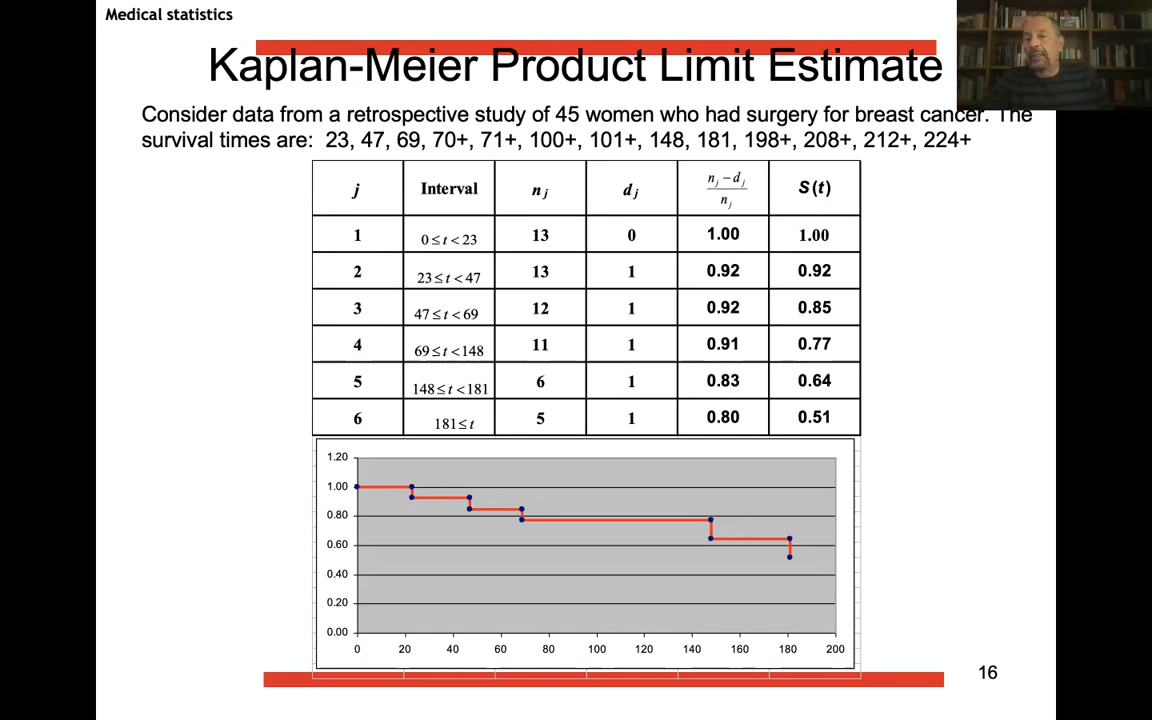 Medical statistics
Kaplan-Meier Product Limit Estimate
Consider data from a retrospective study of 45 women who had surgery for breast cancer. The
survival times are: 23, 47, 69, 70+, 71+, 100+, 101+, 148, 181, 198+, 208+, 212+, 224+
j Interval n_j d_j (n_j − d_j)/n_j S(t)
1 0 ≤ t < 23 13 0 1.00 1.00
2 23 ≤ t < 47 13 1 0.92 0.92
3 47 ≤ t < 69 12 1 0.92 0.85
4 69 ≤ t < 148 11 1 0.91 0.77
5 148 ≤ t < 181 6 1 0.83 0.64
6 181 ≤ t 5 1 0.80 0.51
1.20
1.00
0.80
0.60
0.40
0.20
0.00
0 20 40 60 80 100 120 140 160 180 200
16